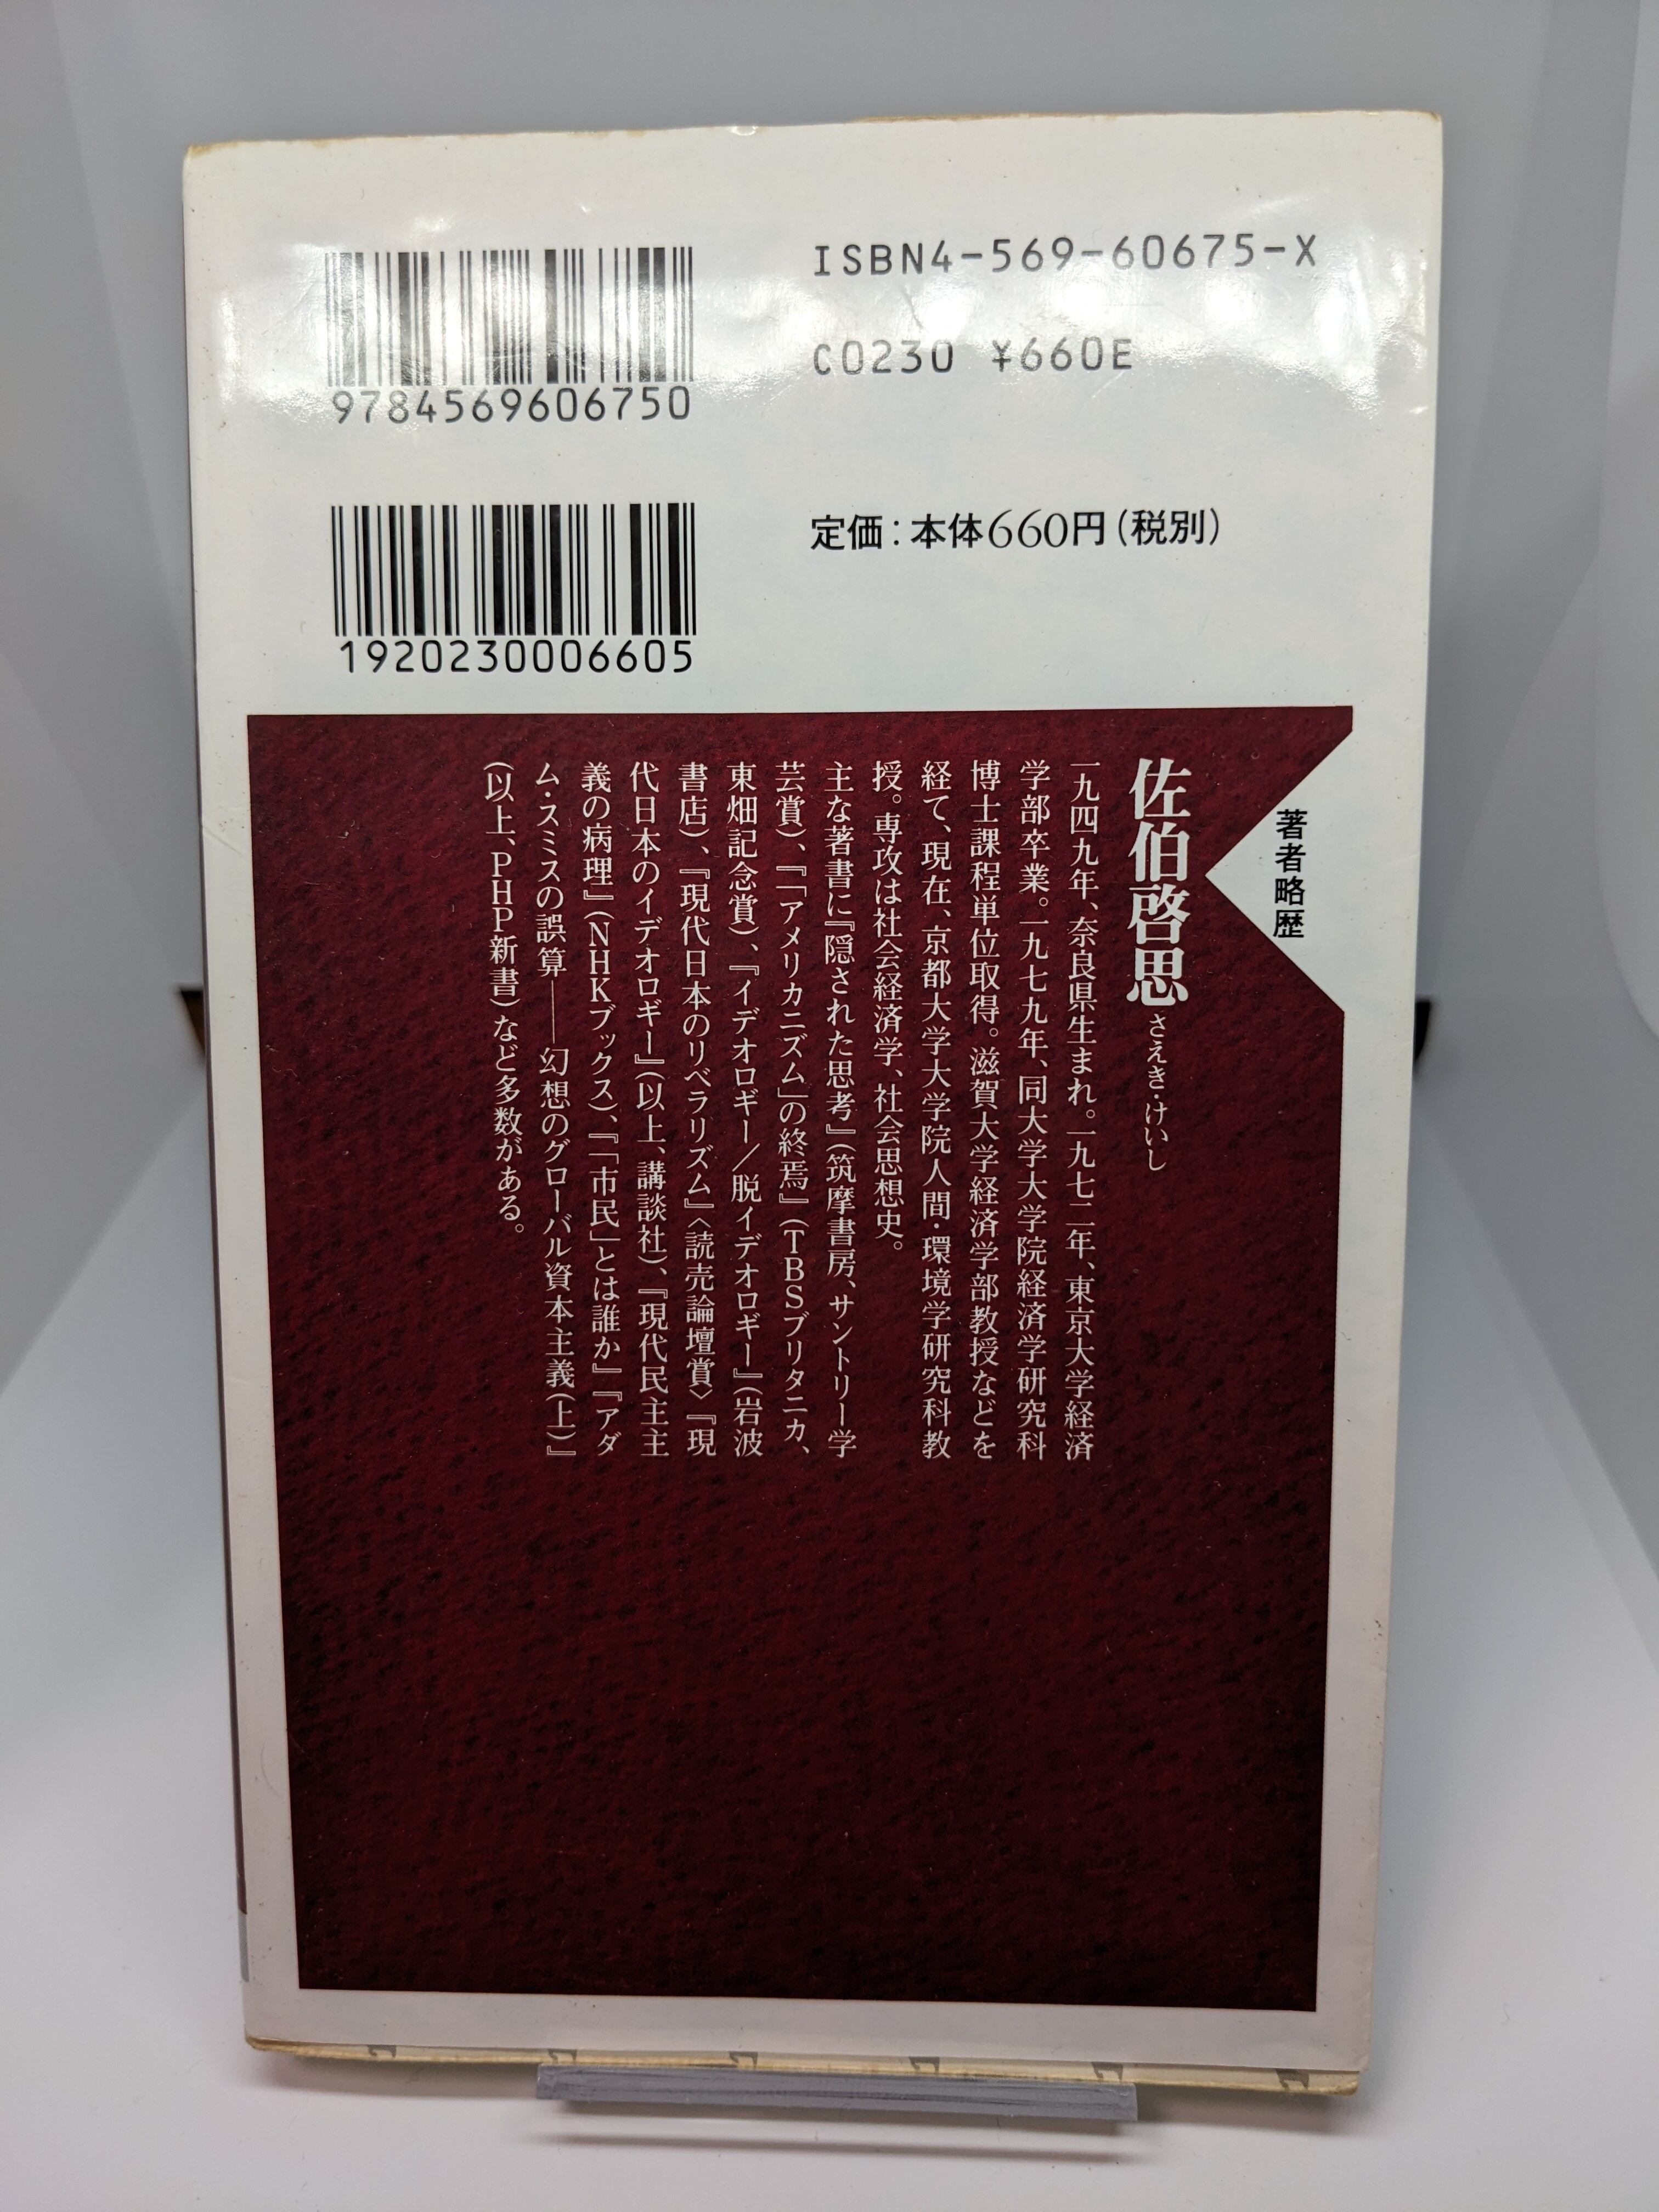 ISBN4-569-60675-X
C0230 ¥660E
9784569606750
定価：本体660円（税別）
1920230006605
著者略歴
佐伯啓思 さえき・けいし
一九四九年、奈良県生まれ。一九七二年、東京大学経済
学部卒業。一九七九年、同大学大学院経済学研究科
博士課程単位取得。滋賀大学経済学部教授などを
経て、現在、京都大学大学院人間・環境学研究科教
授。専攻は社会経済学、社会思想史。
主な著書に『隠された思考』（筑摩書房、サントリー学
芸賞）、『「アメリカニズム」の終焉』（TBSブリタニカ、
東畑記念賞）、『イデオロギー／脱イデオロギー』（岩波
書店）、『現代日本のリベラリズム』〈読売論壇賞〉『現
代日本のイデオロギー』（以上、講談社）、『現代民主主
義の病理』（NHKブックス）、『「市民」とは誰か』『アダ
ム・スミスの誤算――幻想のグローバル資本主義（上）』
（以上、PHP新書）など多数がある。